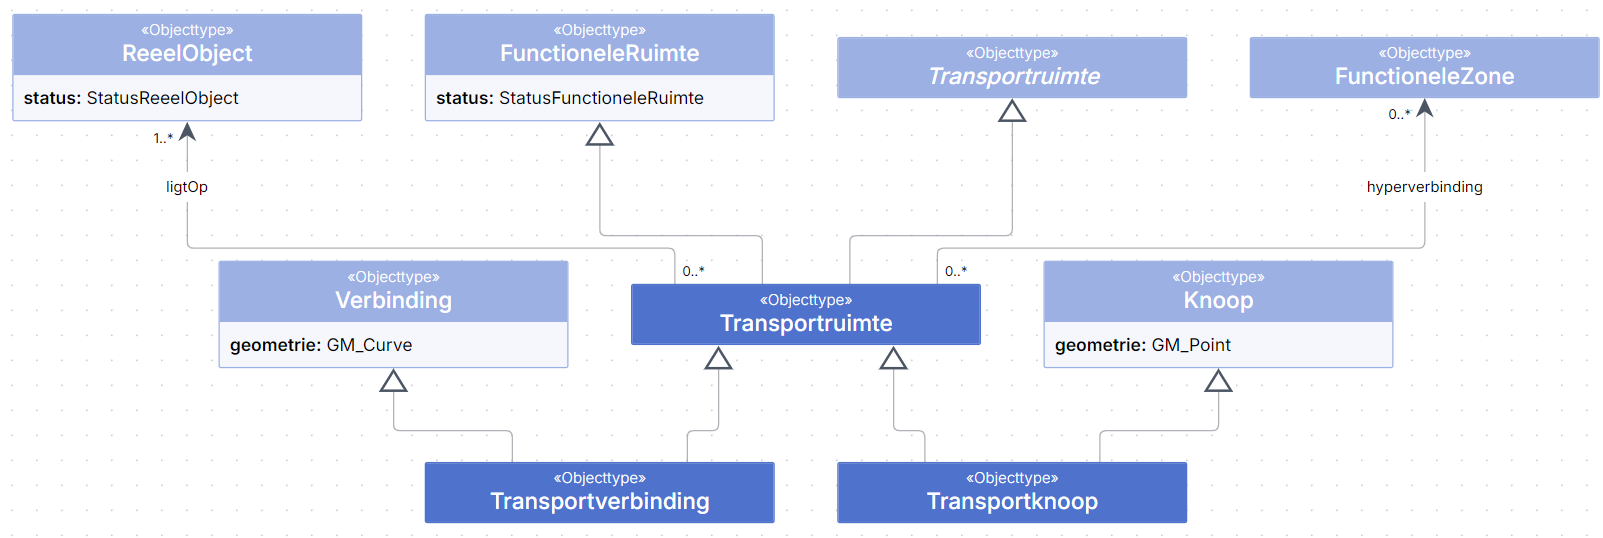 «Objecttype»
ReeelObject
status: StatusReeelObject
«Objecttype»
FunctioneleRuimte
status: StatusFunctioneleRuimte
«Objecttype»
Transportruimte
«Objecttype»
FunctioneleZone
1..*
0..*
ligtOp
hyperverbinding
0..*
0..*
«Objecttype»
Verbinding
geometrie: GM_Curve
«Objecttype»
Transportruimte
«Objecttype»
Knoop
geometrie: GM_Point
«Objecttype»
Transportverbinding
«Objecttype»
Transportknoop